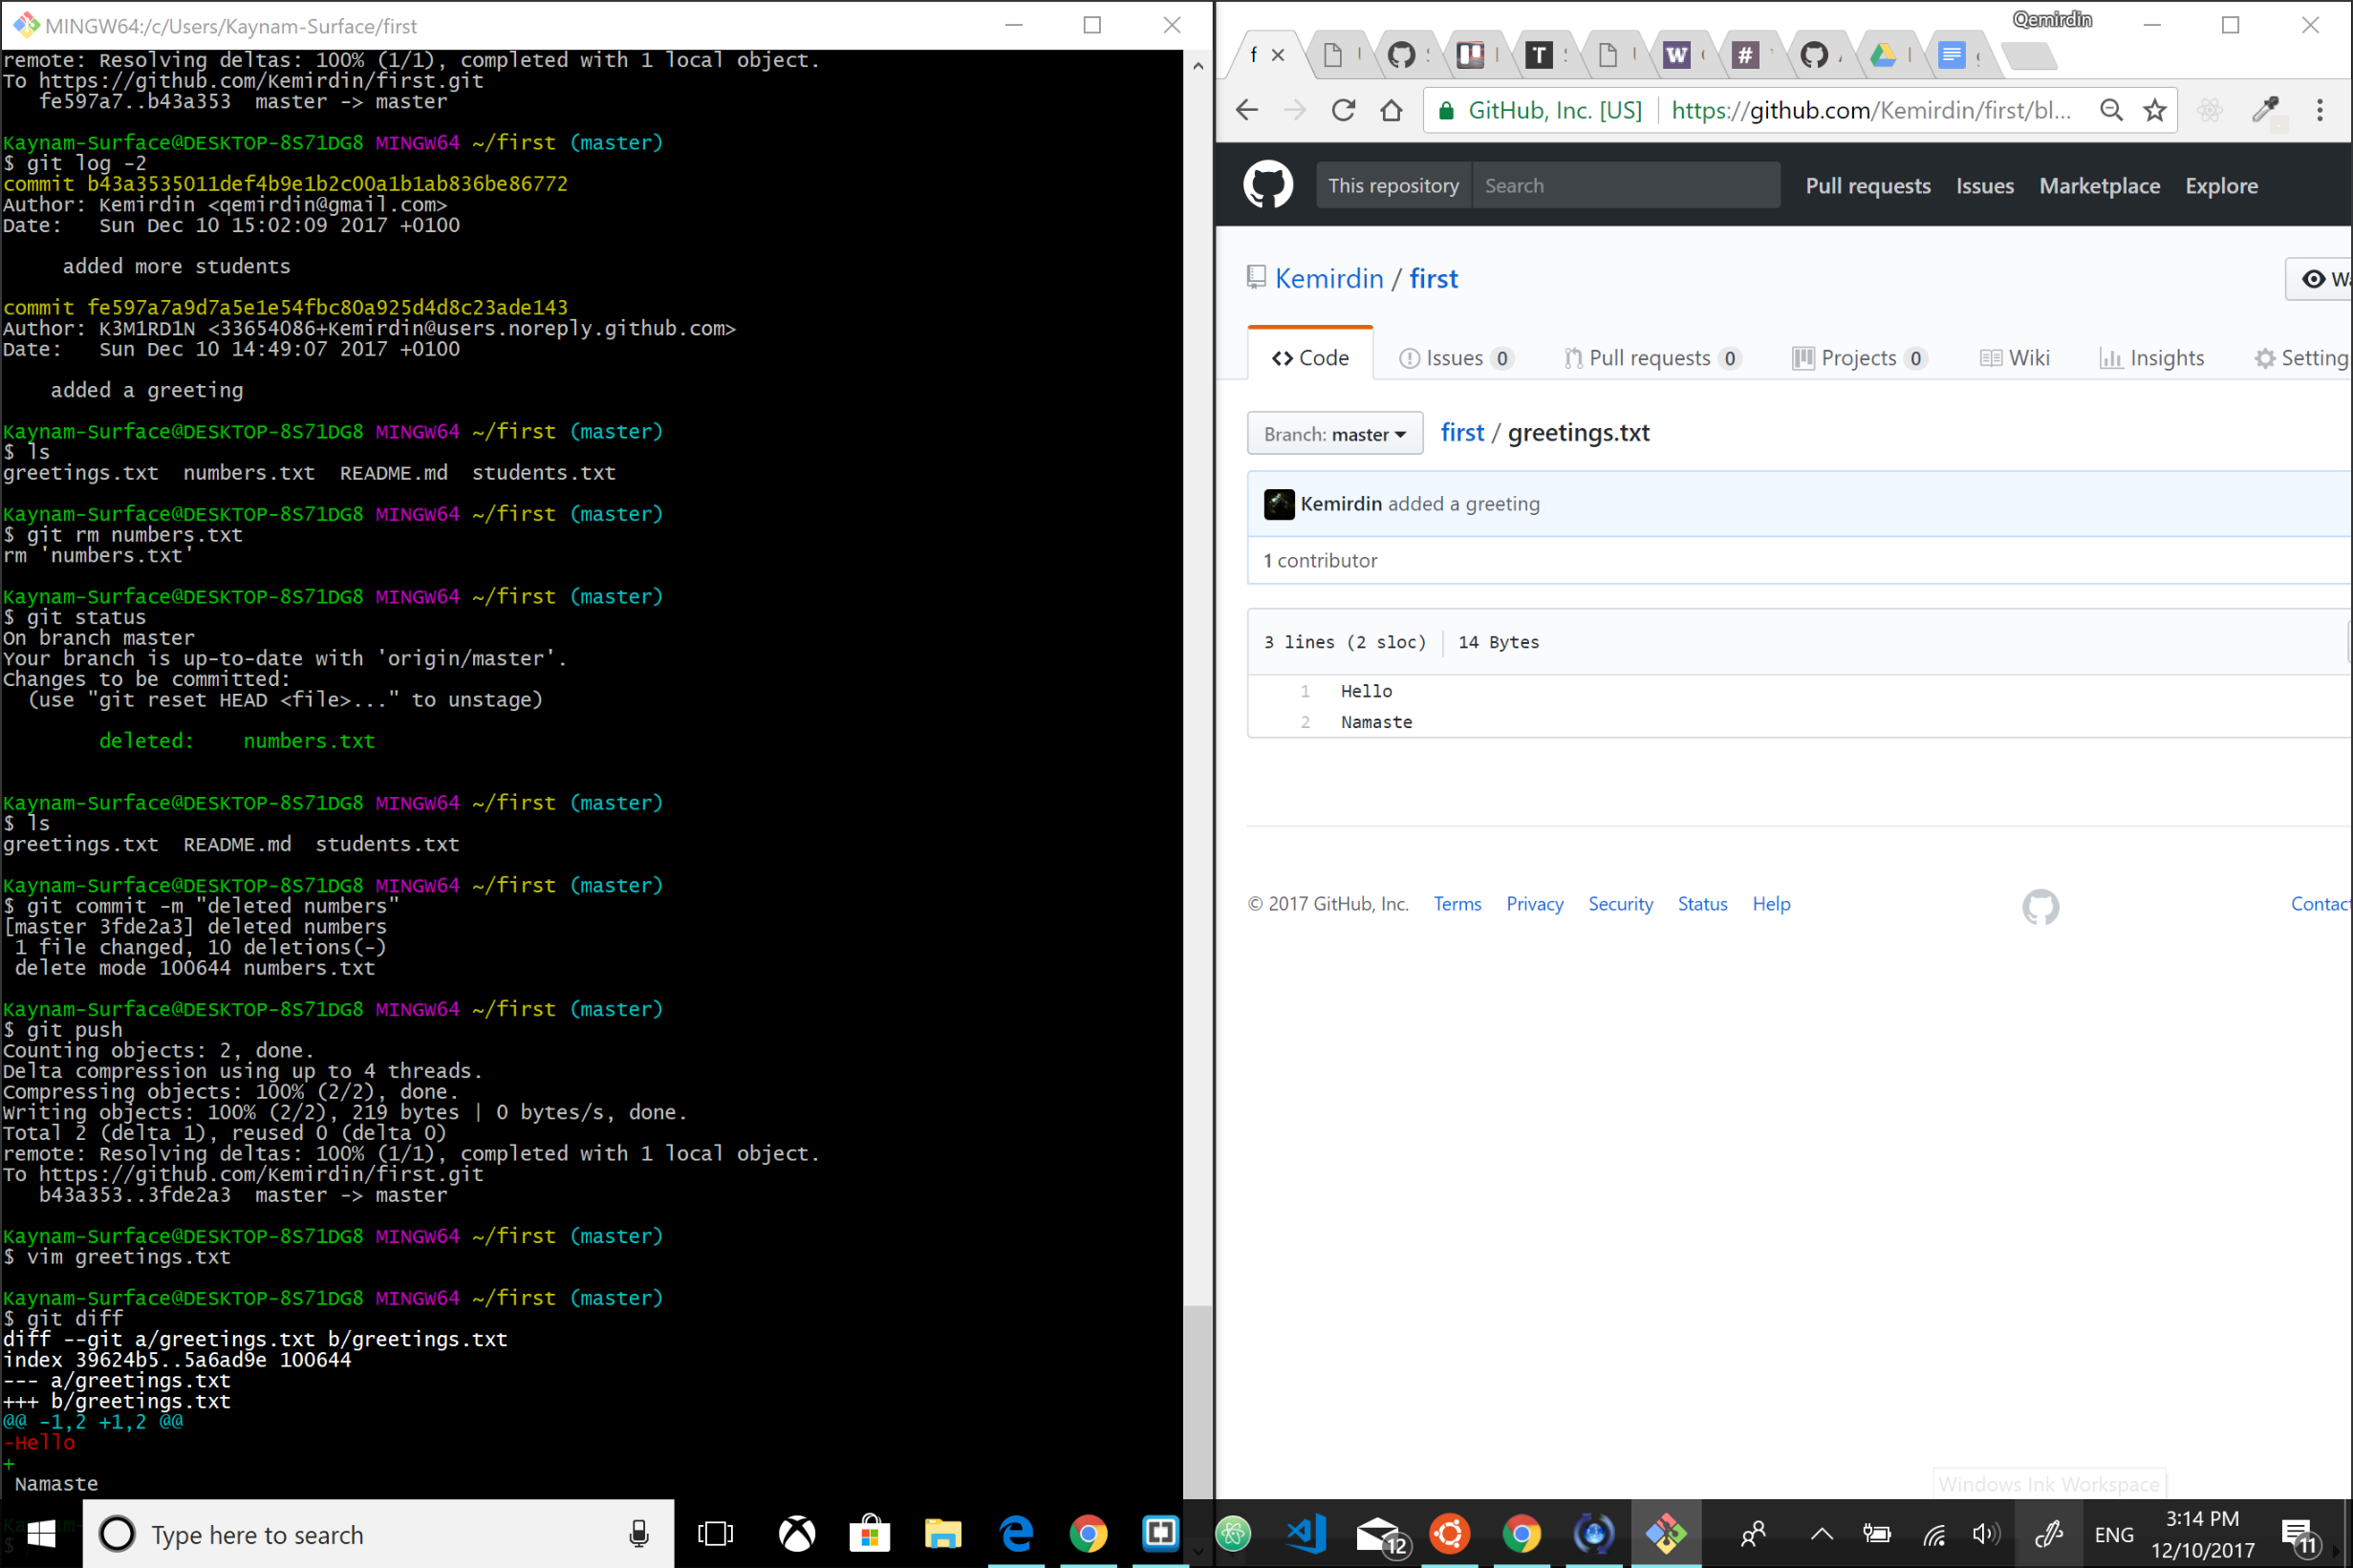 MINGW64:/c/Users/Kaynam-Surface/first
remote: Resolving deltas: 100% (1/1), completed with 1 local object.
To https://github.com/Kemirdin/first.git
   fe597a7..b43a353  master -> master
Kaynam-Surface@DESKTOP-8S71DG8 MINGW64 ~/first (master)
$ git log -2
commit b43a3535011def4b9e1b2c00a1b1ab836be86772
Author: Kemirdin <qemirdin@gmail.com>
Date:   Sun Dec 10 15:02:09 2017 +0100
     added more students
commit fe597a7a9d7a5e1e54fbc80a925d4d8c23ade143
Author: K3M1RD1N <33654086+Kemirdin@users.noreply.github.com>
Date:   Sun Dec 10 14:49:07 2017 +0100
    added a greeting
Kaynam-Surface@DESKTOP-8S71DG8 MINGW64 ~/first (master)
$ ls
greetings.txt  numbers.txt  README.md  students.txt
Kaynam-Surface@DESKTOP-8S71DG8 MINGW64 ~/first (master)
$ git rm numbers.txt
rm 'numbers.txt'
Kaynam-Surface@DESKTOP-8S71DG8 MINGW64 ~/first (master)
$ git status
On branch master
Your branch is up-to-date with 'origin/master'.
Changes to be committed:
  (use "git reset HEAD <file>..." to unstage)
        deleted:    numbers.txt
Kaynam-Surface@DESKTOP-8S71DG8 MINGW64 ~/first (master)
$ ls
greetings.txt  README.md  students.txt
Kaynam-Surface@DESKTOP-8S71DG8 MINGW64 ~/first (master)
$ git commit -m "deleted numbers"
[master 3fde2a3] deleted numbers
 1 file changed, 10 deletions(-)
 delete mode 100644 numbers.txt
Kaynam-Surface@DESKTOP-8S71DG8 MINGW64 ~/first (master)
$ git push
Counting objects: 2, done.
Delta compression using up to 4 threads.
Compressing objects: 100% (2/2), done.
Writing objects: 100% (2/2), 219 bytes | 0 bytes/s, done.
Total 2 (delta 1), reused 0 (delta 0)
remote: Resolving deltas: 100% (1/1), completed with 1 local object.
To https://github.com/Kemirdin/first.git
   b43a353..3fde2a3  master -> master
Kaynam-Surface@DESKTOP-8S71DG8 MINGW64 ~/first (master)
$ vim greetings.txt
Kaynam-Surface@DESKTOP-8S71DG8 MINGW64 ~/first (master)
$ git diff
diff --git a/greetings.txt b/greetings.txt
index 39624b5..5a6ad9e 100644
--- a/greetings.txt
+++ b/greetings.txt
@@ -1,2 +1,2 @@
-Hello
+
 Namaste
Qemirdin
f
GitHub, Inc. [US] https://github.com/Kemirdin/first/bl...
This repository Search Pull requests Issues Marketplace Explore
Kemirdin / first
Code Issues 0 Pull requests 0 Projects 0 Wiki Insights Setting
Branch: master first / greetings.txt
Kemirdin added a greeting
1 contributor
3 lines (2 sloc) 14 Bytes
1 Hello
2 Namaste
© 2017 GitHub, Inc. Terms Privacy Security Status Help Contac
Windows Ink Workspace
Type here to search
12
ENG
3:14 PM
12/10/2017
11